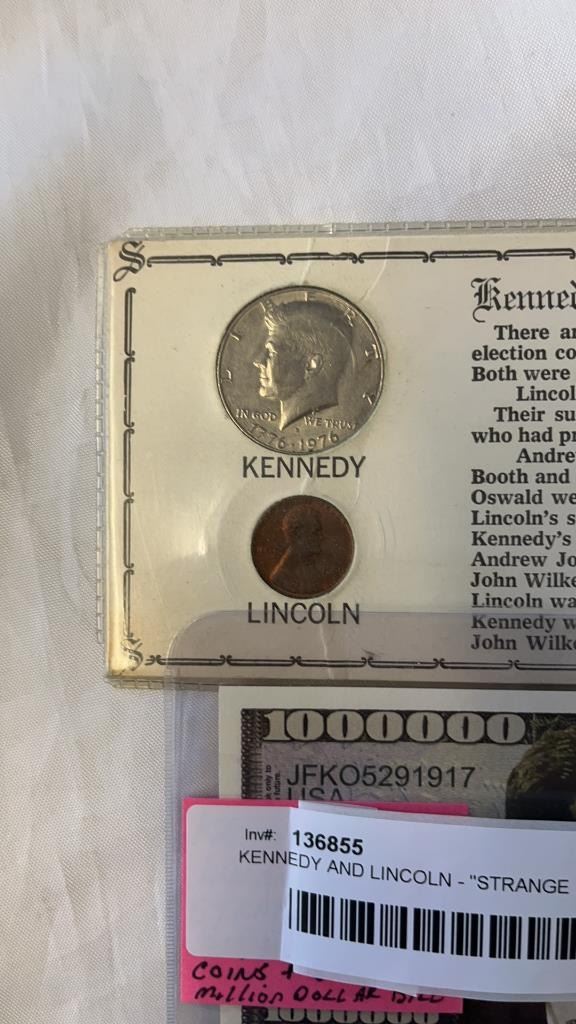 LIBERTY
IN GOD WE TRUST
1776·1976
KENNEDY
LINCOLN
Kenned
There ar
election co
Both were
Lincol
Their su
who had pr
Andrew
Booth and
Oswald we
Lincoln's s
Kennedy's
Andrew Jo
John Wilke
Lincoln wa
Kennedy w
John Wilke
1000000
JFKO5291917
USA
Inv#: 136855
KENNEDY AND LINCOLN - "STRANGE
COINS +
Million DOLLAR BILL